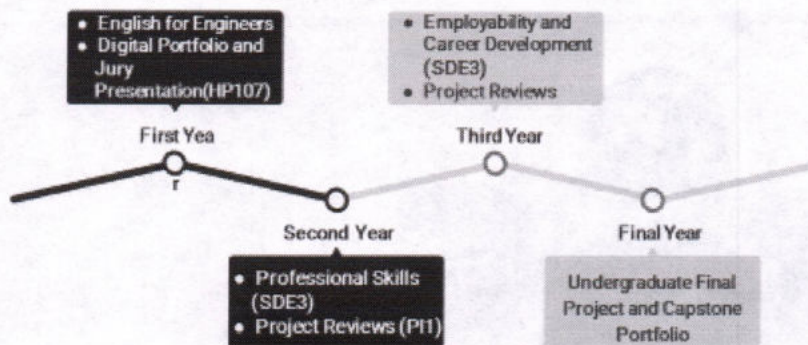 • English for Engineers
• Digital Portfolio and
Jury
Presentation(HP107)
First Yea
r
Second Year
• Professional Skills
(SDE3)
• Project Reviews (PI1)
• Employability and
Career Development
(SDE3)
• Project Reviews
Third Year
Final Year
Undergraduate Final
Project and Capstone
Portfolio